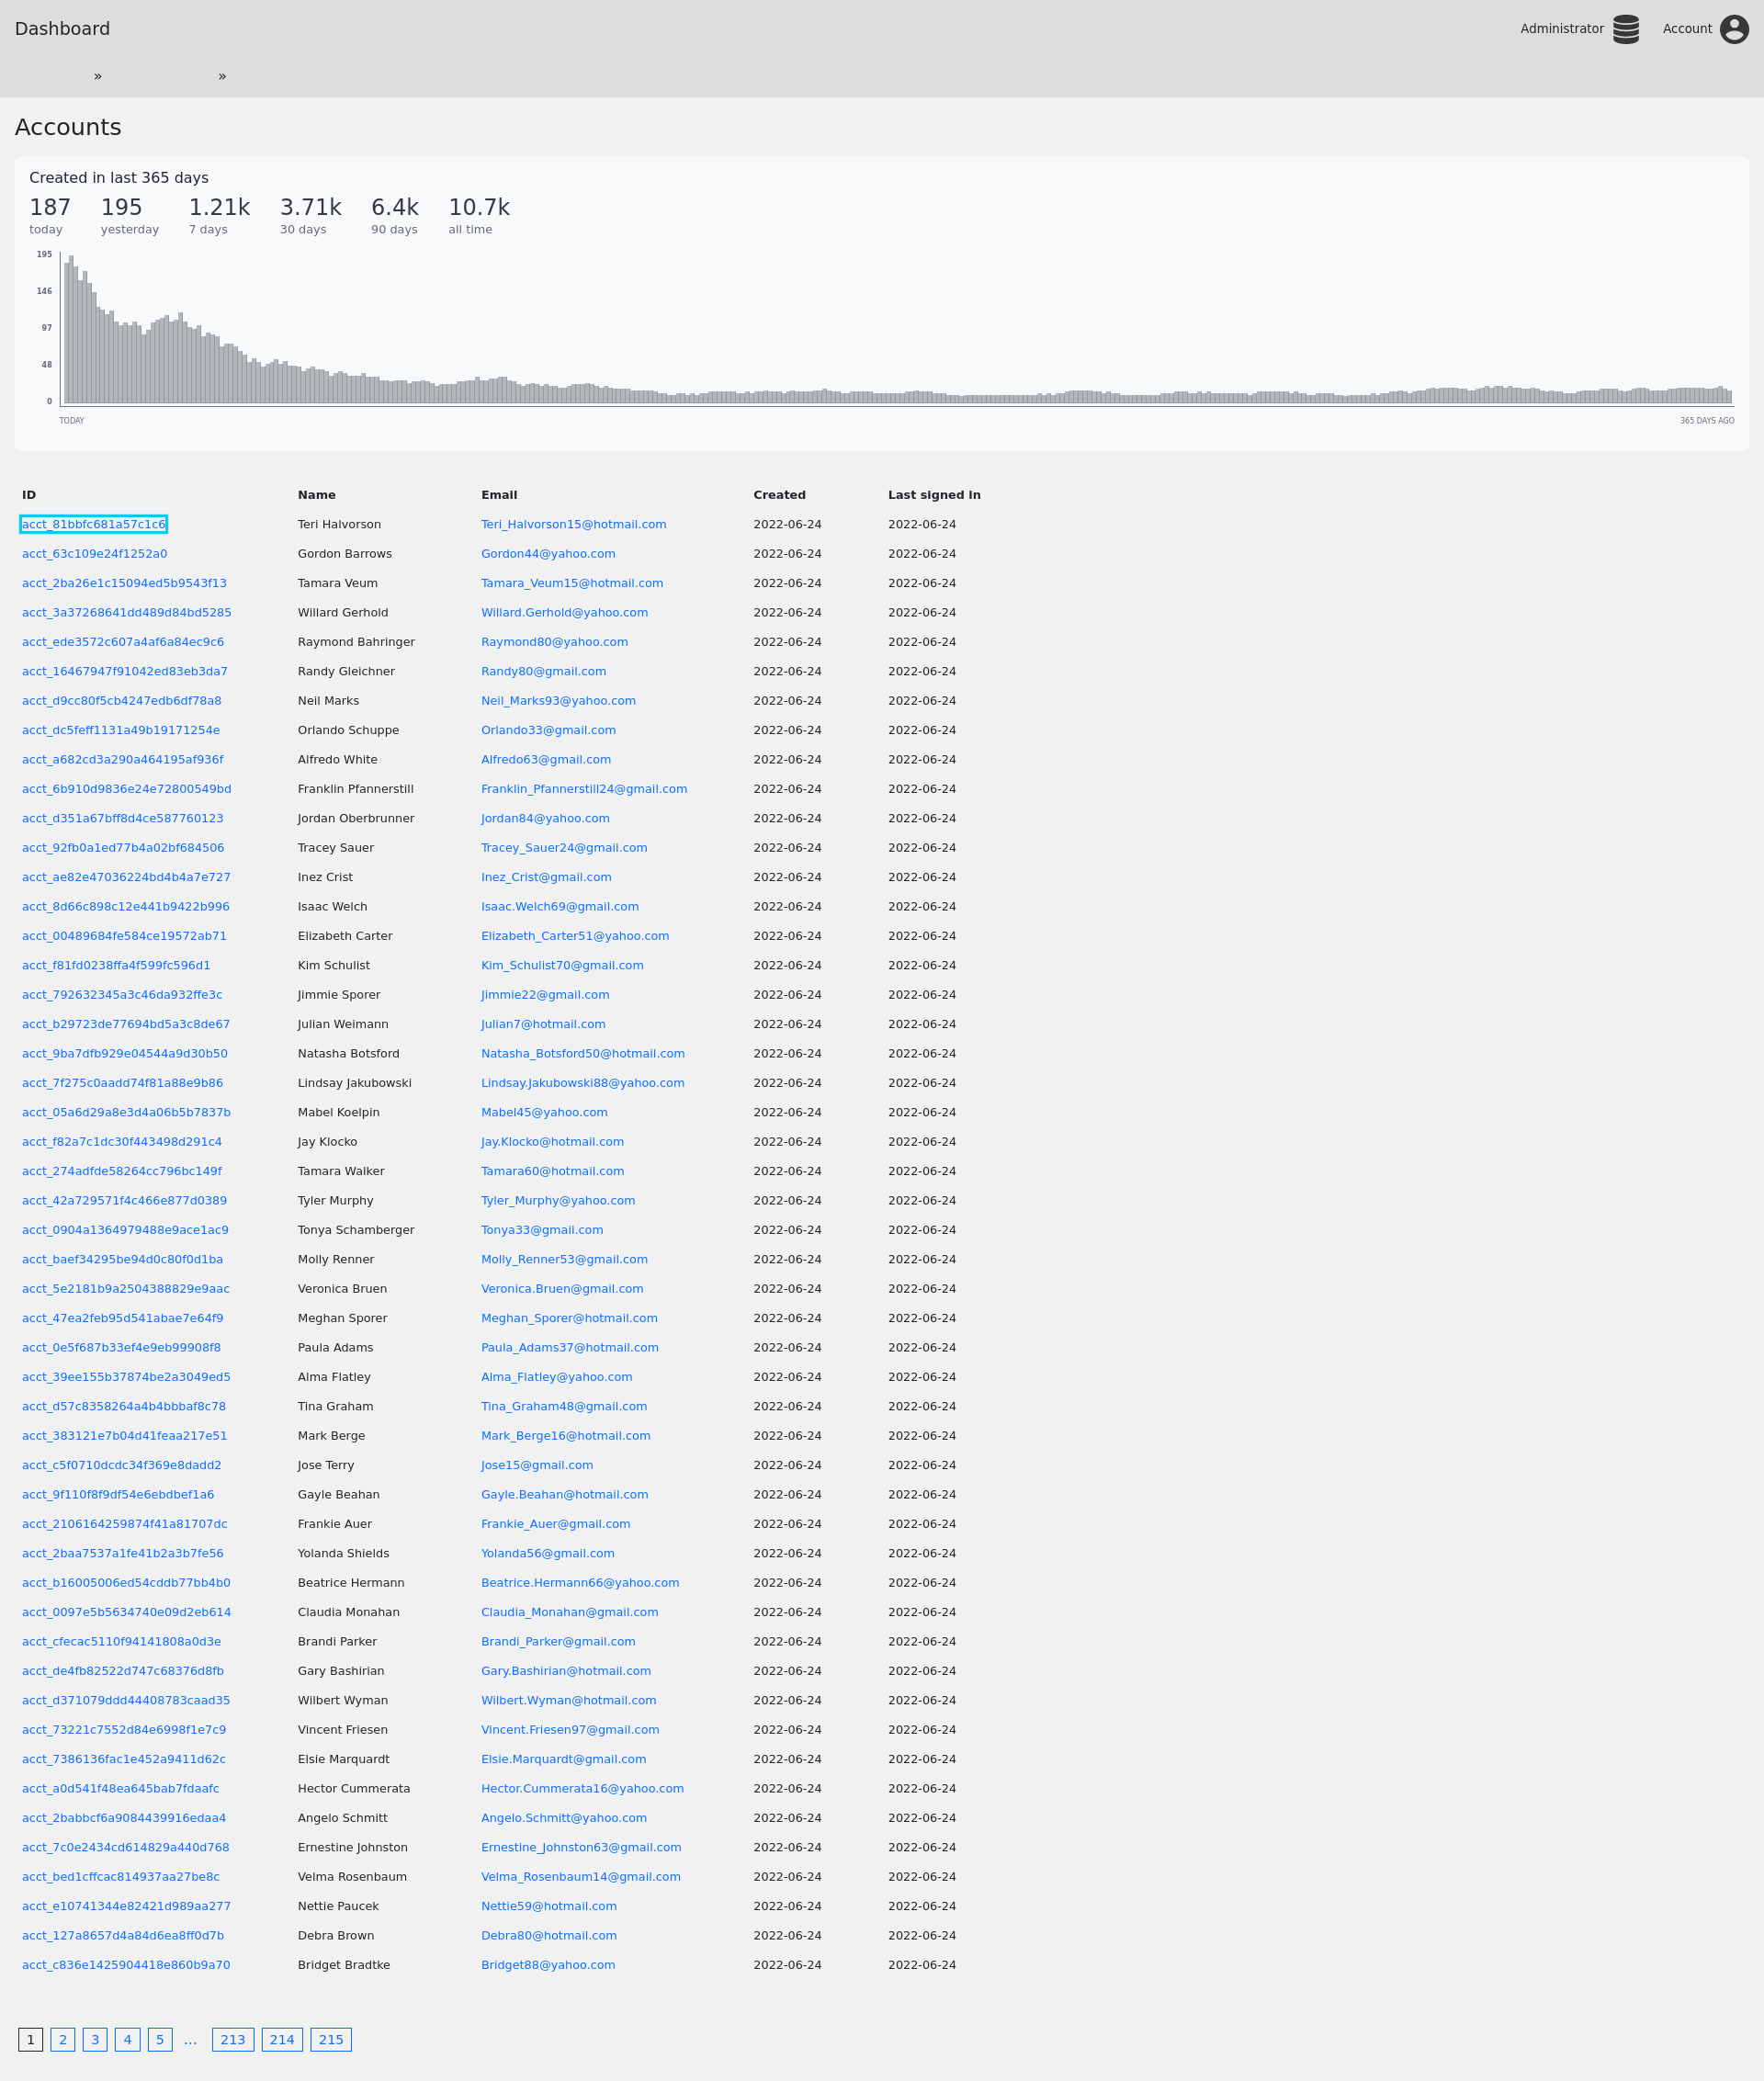 Dashboard
Administrator
Account
» »
Accounts
Created in last 365 days
187 195 1.21k 3.71k 6.4k 10.7k
today yesterday 7 days 30 days 90 days all time
195
146
97
48
0
TODAY 365 DAYS AGO
ID Name Email Created Last signed in
acct_81bbfc681a57c1c6 Teri Halvorson Teri_Halvorson15@hotmail.com 2022-06-24 2022-06-24
acct_63c109e24f1252a0 Gordon Barrows Gordon44@yahoo.com 2022-06-24 2022-06-24
acct_2ba26e1c15094ed5b9543f13 Tamara Veum Tamara_Veum15@hotmail.com 2022-06-24 2022-06-24
acct_3a37268641dd489d84bd5285 Willard Gerhold Willard.Gerhold@yahoo.com 2022-06-24 2022-06-24
acct_ede3572c607a4af6a84ec9c6 Raymond Bahringer Raymond80@yahoo.com 2022-06-24 2022-06-24
acct_16467947f91042ed83eb3da7 Randy Gleichner Randy80@gmail.com 2022-06-24 2022-06-24
acct_d9cc80f5cb4247edb6df78a8 Neil Marks Neil_Marks93@yahoo.com 2022-06-24 2022-06-24
acct_dc5feff1131a49b19171254e Orlando Schuppe Orlando33@gmail.com 2022-06-24 2022-06-24
acct_a682cd3a290a464195af936f Alfredo White Alfredo63@gmail.com 2022-06-24 2022-06-24
acct_6b910d9836e24e72800549bd Franklin Pfannerstill Franklin_Pfannerstill24@gmail.com 2022-06-24 2022-06-24
acct_d351a67bff8d4ce587760123 Jordan Oberbrunner Jordan84@yahoo.com 2022-06-24 2022-06-24
acct_92fb0a1ed77b4a02bf684506 Tracey Sauer Tracey_Sauer24@gmail.com 2022-06-24 2022-06-24
acct_ae82e47036224bd4b4a7e727 Inez Crist Inez_Crist@gmail.com 2022-06-24 2022-06-24
acct_8d66c898c12e441b9422b996 Isaac Welch Isaac.Welch69@gmail.com 2022-06-24 2022-06-24
acct_00489684fe584ce19572ab71 Elizabeth Carter Elizabeth_Carter51@yahoo.com 2022-06-24 2022-06-24
acct_f81fd0238ffa4f599fc596d1 Kim Schulist Kim_Schulist70@gmail.com 2022-06-24 2022-06-24
acct_792632345a3c46da932ffe3c Jimmie Sporer Jimmie22@gmail.com 2022-06-24 2022-06-24
acct_b29723de77694bd5a3c8de67 Julian Weimann Julian7@hotmail.com 2022-06-24 2022-06-24
acct_9ba7dfb929e04544a9d30b50 Natasha Botsford Natasha_Botsford50@hotmail.com 2022-06-24 2022-06-24
acct_7f275c0aadd74f81a88e9b86 Lindsay Jakubowski Lindsay.Jakubowski88@yahoo.com 2022-06-24 2022-06-24
acct_05a6d29a8e3d4a06b5b7837b Mabel Koelpin Mabel45@yahoo.com 2022-06-24 2022-06-24
acct_f82a7c1dc30f443498d291c4 Jay Klocko Jay.Klocko@hotmail.com 2022-06-24 2022-06-24
acct_274adfde58264cc796bc149f Tamara Walker Tamara60@hotmail.com 2022-06-24 2022-06-24
acct_42a729571f4c466e877d0389 Tyler Murphy Tyler_Murphy@yahoo.com 2022-06-24 2022-06-24
acct_0904a1364979488e9ace1ac9 Tonya Schamberger Tonya33@gmail.com 2022-06-24 2022-06-24
acct_baef34295be94d0c80f0d1ba Molly Renner Molly_Renner53@gmail.com 2022-06-24 2022-06-24
acct_5e2181b9a2504388829e9aac Veronica Bruen Veronica.Bruen@gmail.com 2022-06-24 2022-06-24
acct_47ea2feb95d541abae7e64f9 Meghan Sporer Meghan_Sporer@hotmail.com 2022-06-24 2022-06-24
acct_0e5f687b33ef4e9eb99908f8 Paula Adams Paula_Adams37@hotmail.com 2022-06-24 2022-06-24
acct_39ee155b37874be2a3049ed5 Alma Flatley Alma_Flatley@yahoo.com 2022-06-24 2022-06-24
acct_d57c8358264a4b4bbbaf8c78 Tina Graham Tina_Graham48@gmail.com 2022-06-24 2022-06-24
acct_383121e7b04d41feaa217e51 Mark Berge Mark_Berge16@hotmail.com 2022-06-24 2022-06-24
acct_c5f0710dcdc34f369e8dadd2 Jose Terry Jose15@gmail.com 2022-06-24 2022-06-24
acct_9f110f8f9df54e6ebdbef1a6 Gayle Beahan Gayle.Beahan@hotmail.com 2022-06-24 2022-06-24
acct_2106164259874f41a81707dc Frankie Auer Frankie_Auer@gmail.com 2022-06-24 2022-06-24
acct_2baa7537a1fe41b2a3b7fe56 Yolanda Shields Yolanda56@gmail.com 2022-06-24 2022-06-24
acct_b16005006ed54cddb77bb4b0 Beatrice Hermann Beatrice.Hermann66@yahoo.com 2022-06-24 2022-06-24
acct_0097e5b5634740e09d2eb614 Claudia Monahan Claudia_Monahan@gmail.com 2022-06-24 2022-06-24
acct_cfecac5110f94141808a0d3e Brandi Parker Brandi_Parker@gmail.com 2022-06-24 2022-06-24
acct_de4fb82522d747c68376d8fb Gary Bashirian Gary.Bashirian@hotmail.com 2022-06-24 2022-06-24
acct_d371079ddd44408783caad35 Wilbert Wyman Wilbert.Wyman@hotmail.com 2022-06-24 2022-06-24
acct_73221c7552d84e6998f1e7c9 Vincent Friesen Vincent.Friesen97@gmail.com 2022-06-24 2022-06-24
acct_7386136fac1e452a9411d62c Elsie Marquardt Elsie.Marquardt@gmail.com 2022-06-24 2022-06-24
acct_a0d541f48ea645bab7fdaafc Hector Cummerata Hector.Cummerata16@yahoo.com 2022-06-24 2022-06-24
acct_2babbcf6a9084439916edaa4 Angelo Schmitt Angelo.Schmitt@yahoo.com 2022-06-24 2022-06-24
acct_7c0e2434cd614829a440d768 Ernestine Johnston Ernestine_Johnston63@gmail.com 2022-06-24 2022-06-24
acct_bed1cffcac814937aa27be8c Velma Rosenbaum Velma_Rosenbaum14@gmail.com 2022-06-24 2022-06-24
acct_e10741344e82421d989aa277 Nettie Paucek Nettie59@hotmail.com 2022-06-24 2022-06-24
acct_127a8657d4a84d6ea8ff0d7b Debra Brown Debra80@hotmail.com 2022-06-24 2022-06-24
acct_c836e1425904418e860b9a70 Bridget Bradtke Bridget88@yahoo.com 2022-06-24 2022-06-24
1 2 3 4 5 … 213 214 215